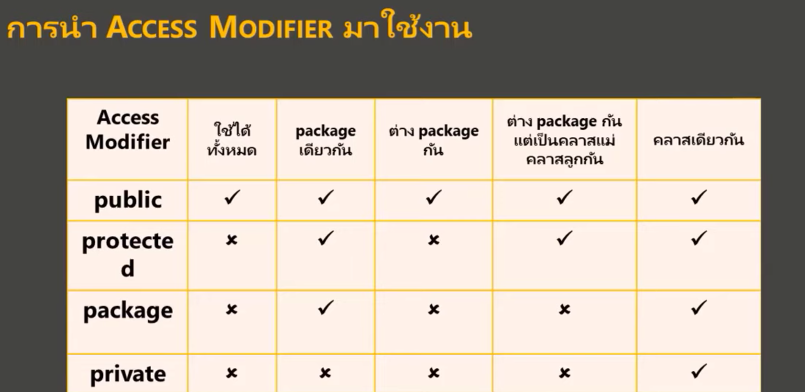 การนำ ACCESS MODIFIER มาใช้งาน
Access Modifier ใช้ได้ทั้งหมด package เดียวกัน ต่าง package กัน ต่าง package กัน แต่เป็นคลาสแม่คลาสลูกกัน คลาสเดียวกัน
public ✓ ✓ ✓ ✓ ✓
protected × ✓ × ✓ ✓
package × ✓ × × ✓
private × × × × ✓